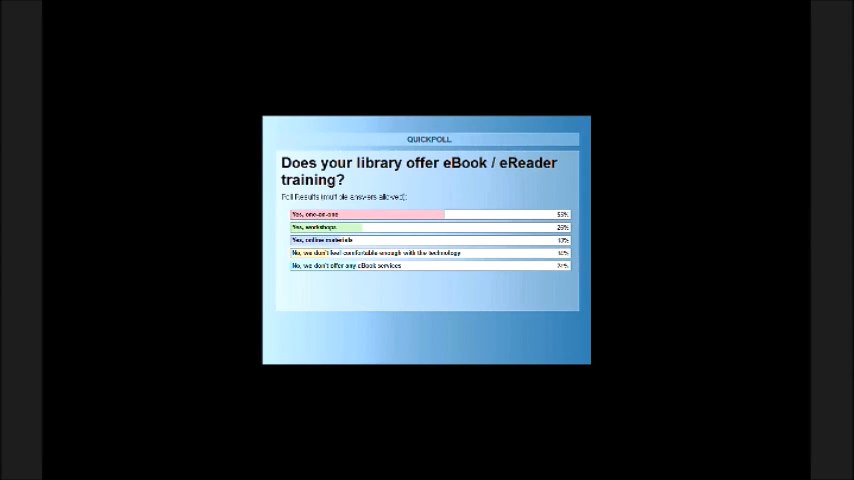 QUICKPOLL
Does your library offer eBook / eReader
training?
Poll Results (multiple answers allowed):
Yes, one-on-one
Yes, workshops
Yes, online materials
No, we don't feel comfortable enough with the technology
No, we don't offer any eBook services